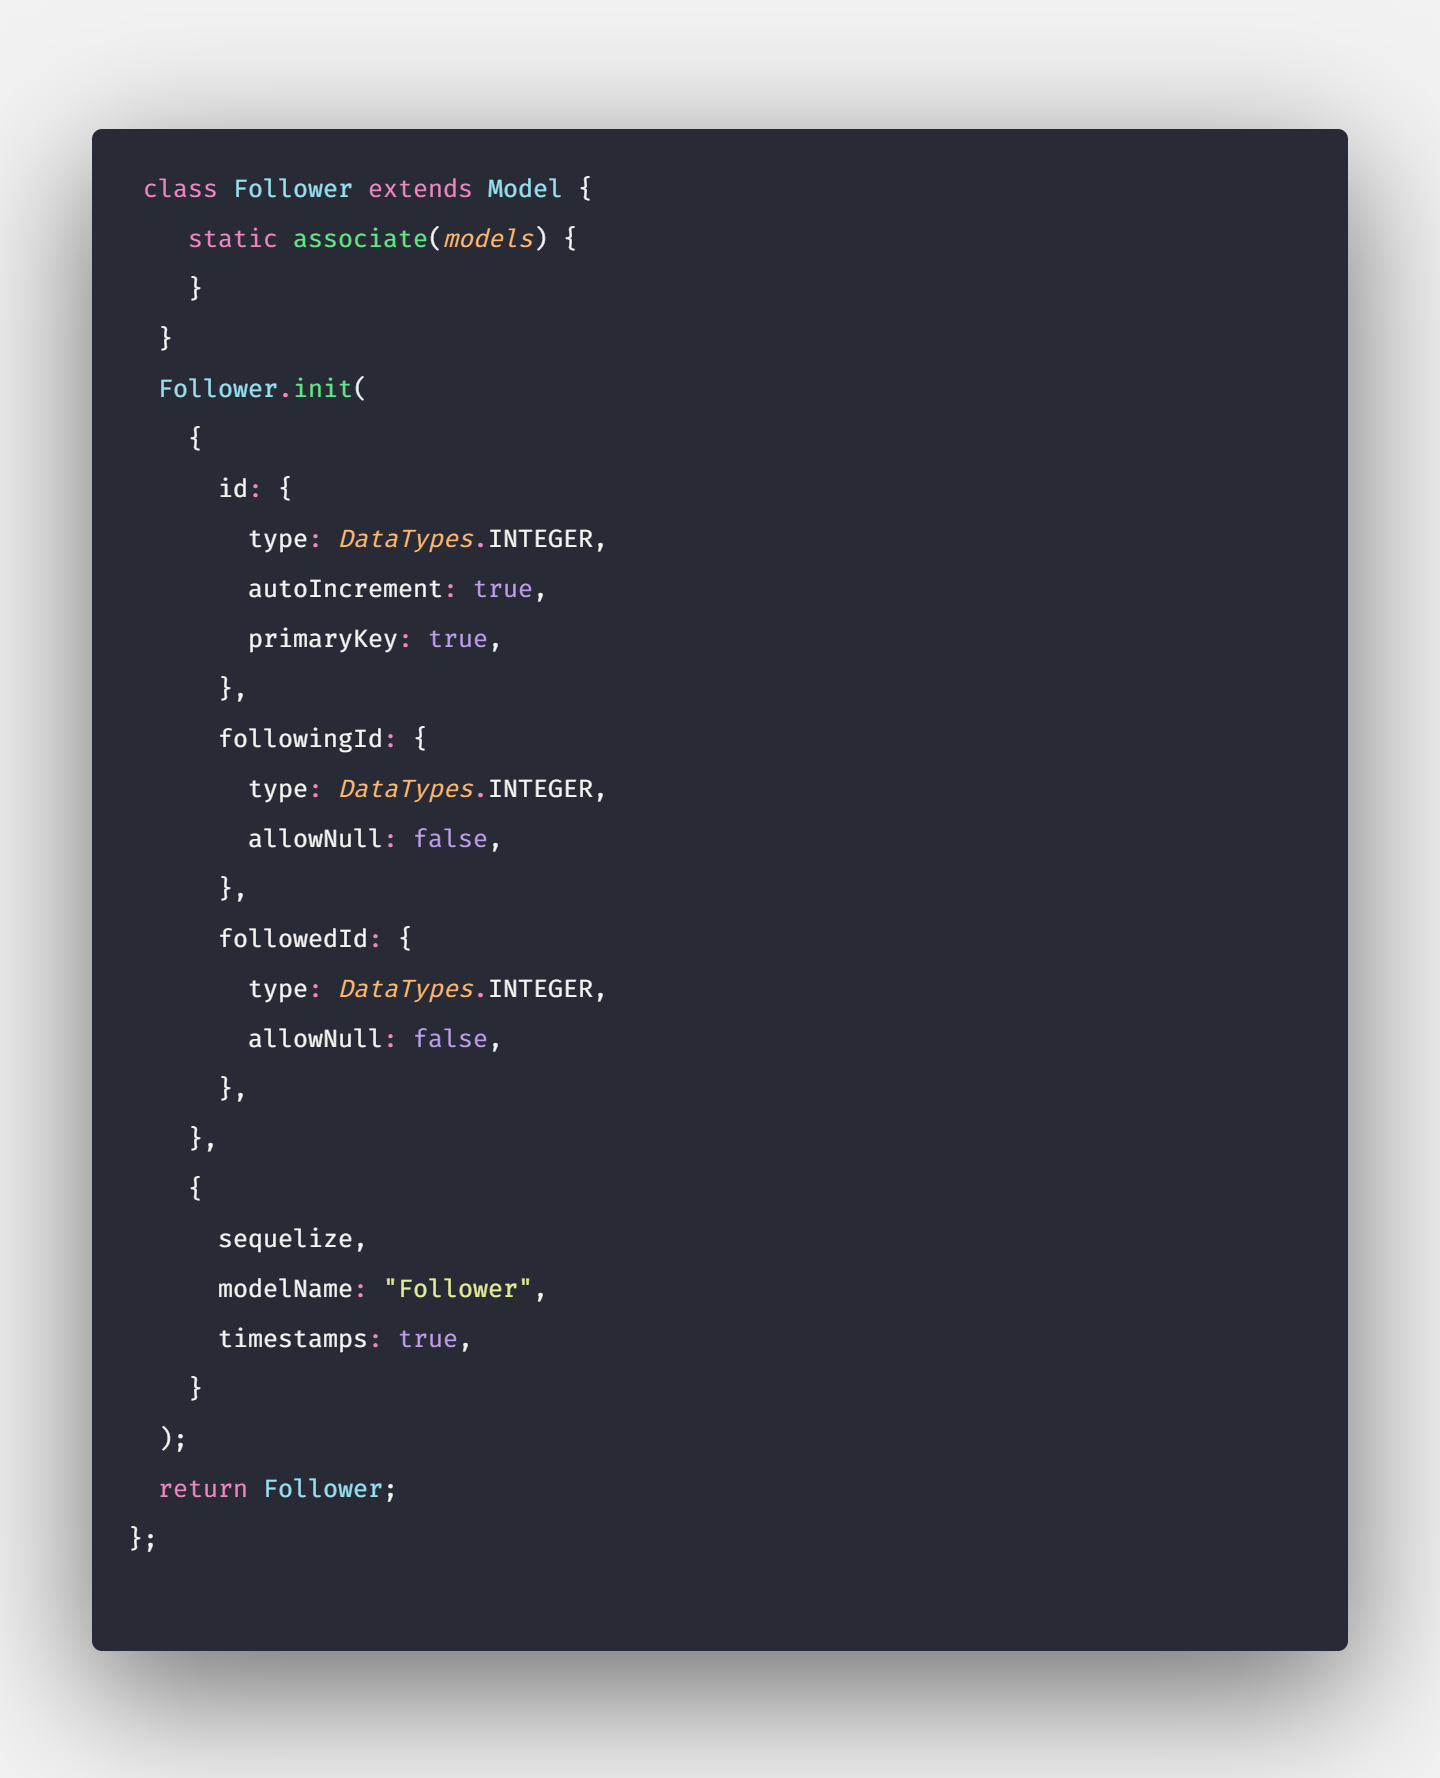 class Follower extends Model {
static associate(models) {
}
}
Follower.init(
{
id: {
type: DataTypes.INTEGER,
autoIncrement: true,
primaryKey: true,
},
followingId: {
type: DataTypes.INTEGER,
allowNull: false,
},
followedId: {
type: DataTypes.INTEGER,
allowNull: false,
},
},
{
sequelize,
modelName: "Follower",
timestamps: true,
}
);
return Follower;
};